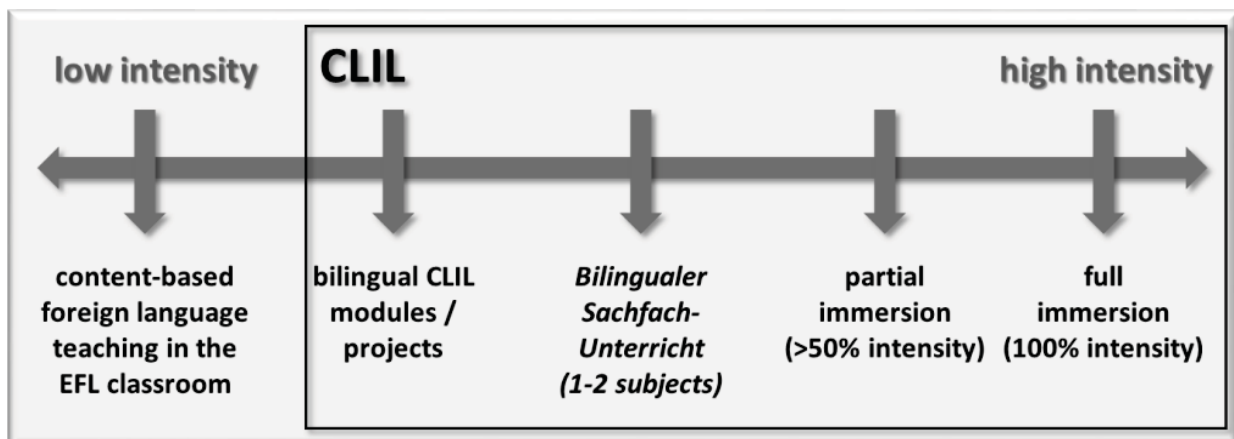 low intensity
CLIL
high intensity
content-based
foreign language
teaching in the
EFL classroom
bilingual CLIL
modules /
projects
Bilingualer
Sachfach-
Unterricht
(1-2 subjects)
partial
immersion
(>50% intensity)
full
immersion
(100% intensity)